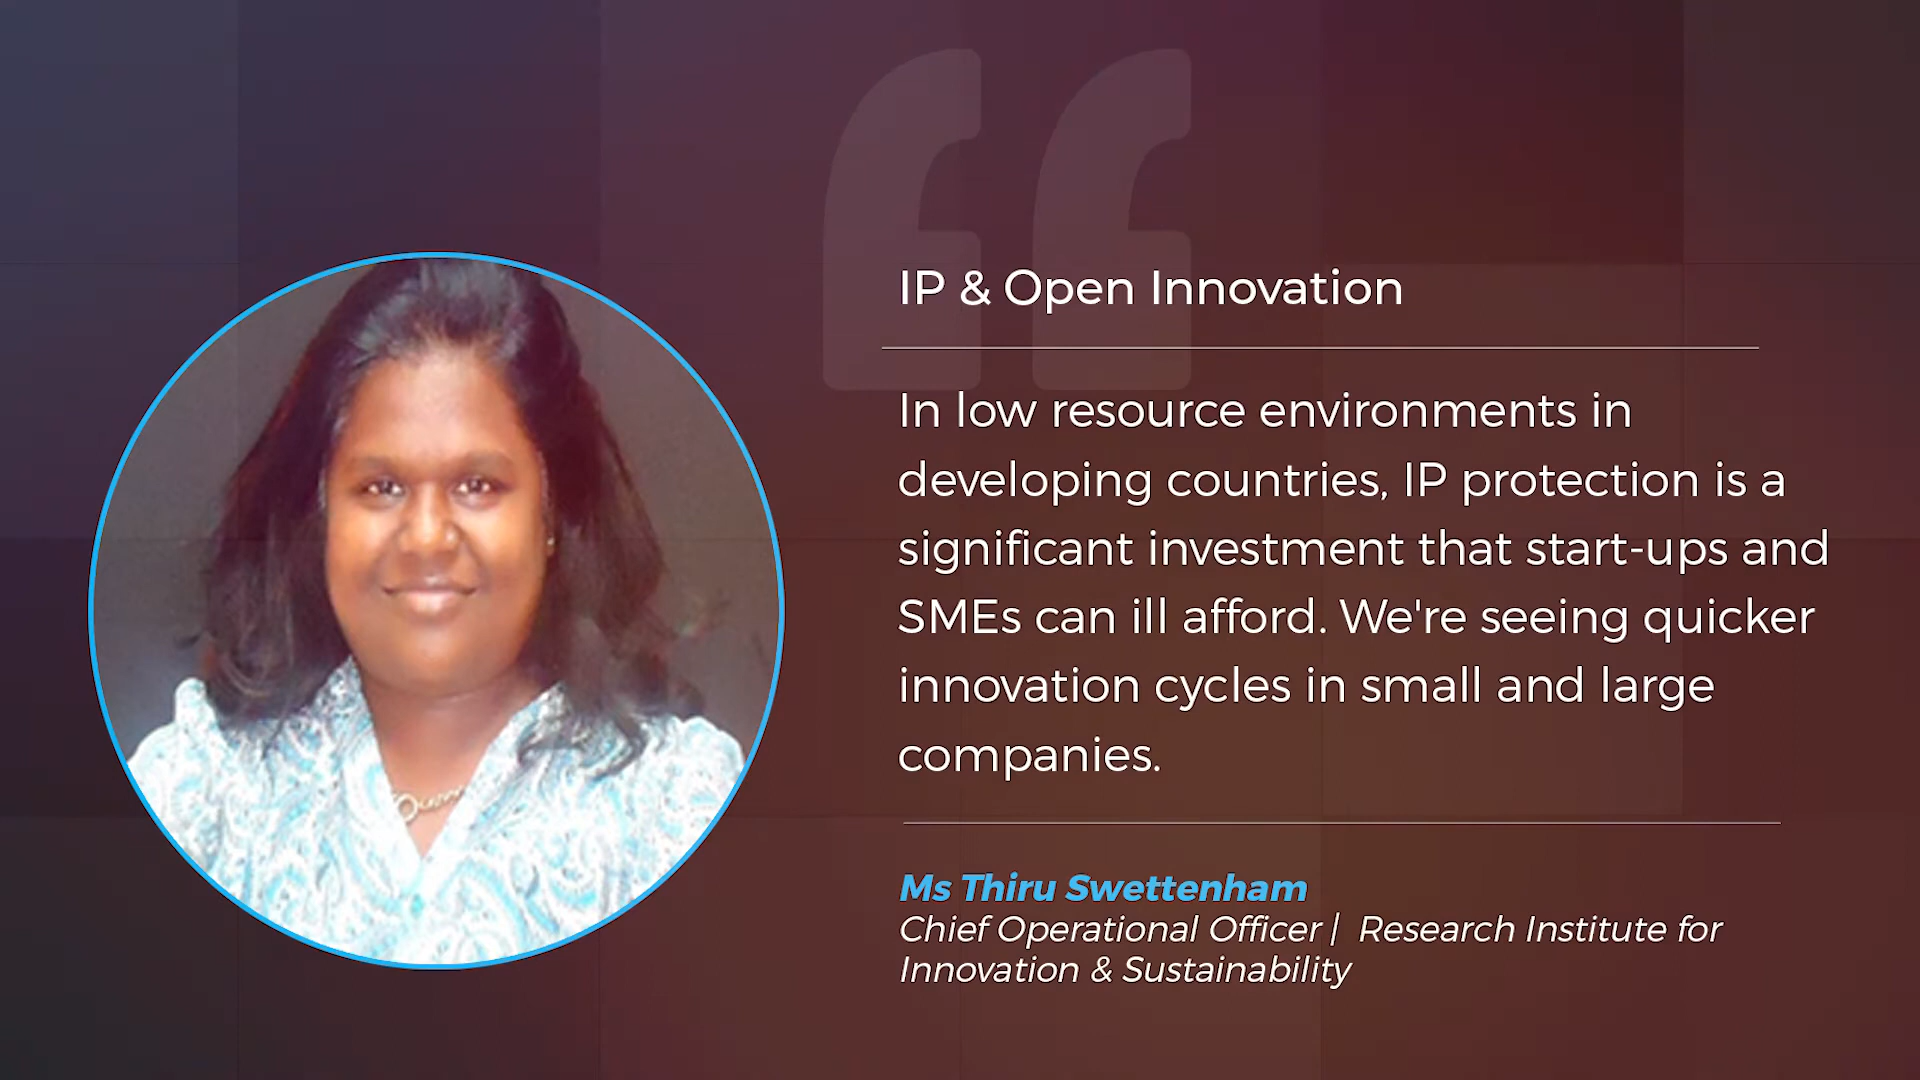 IP & Open Innovation
In low resource environments in
developing countries, IP protection is a
significant investment that start-ups and
SMEs can ill afford. We're seeing quicker
innovation cycles in small and large
companies.
Ms Thiru Swettenham
Chief Operational Officer | Research Institute for
Innovation & Sustainability